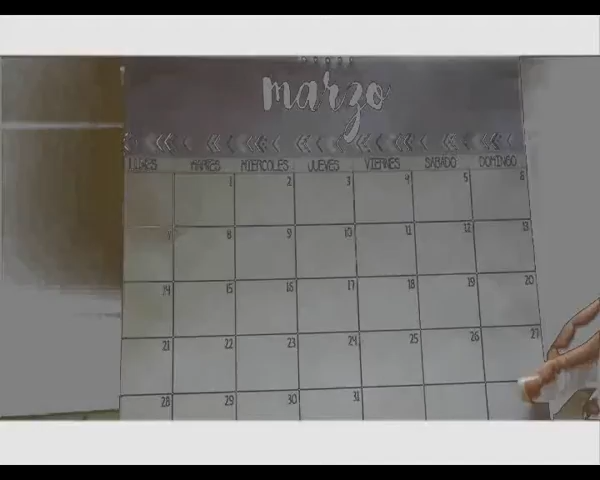 marzo
LUNES MARTES MIERCOLES JUEVES VIERNES SABADO DOMINGO
1 2 3 4 5 6
7 8 9 10 11 12 13
14 15 16 17 18 19 20
21 22 23 24 25 26 27
28 29 30 31